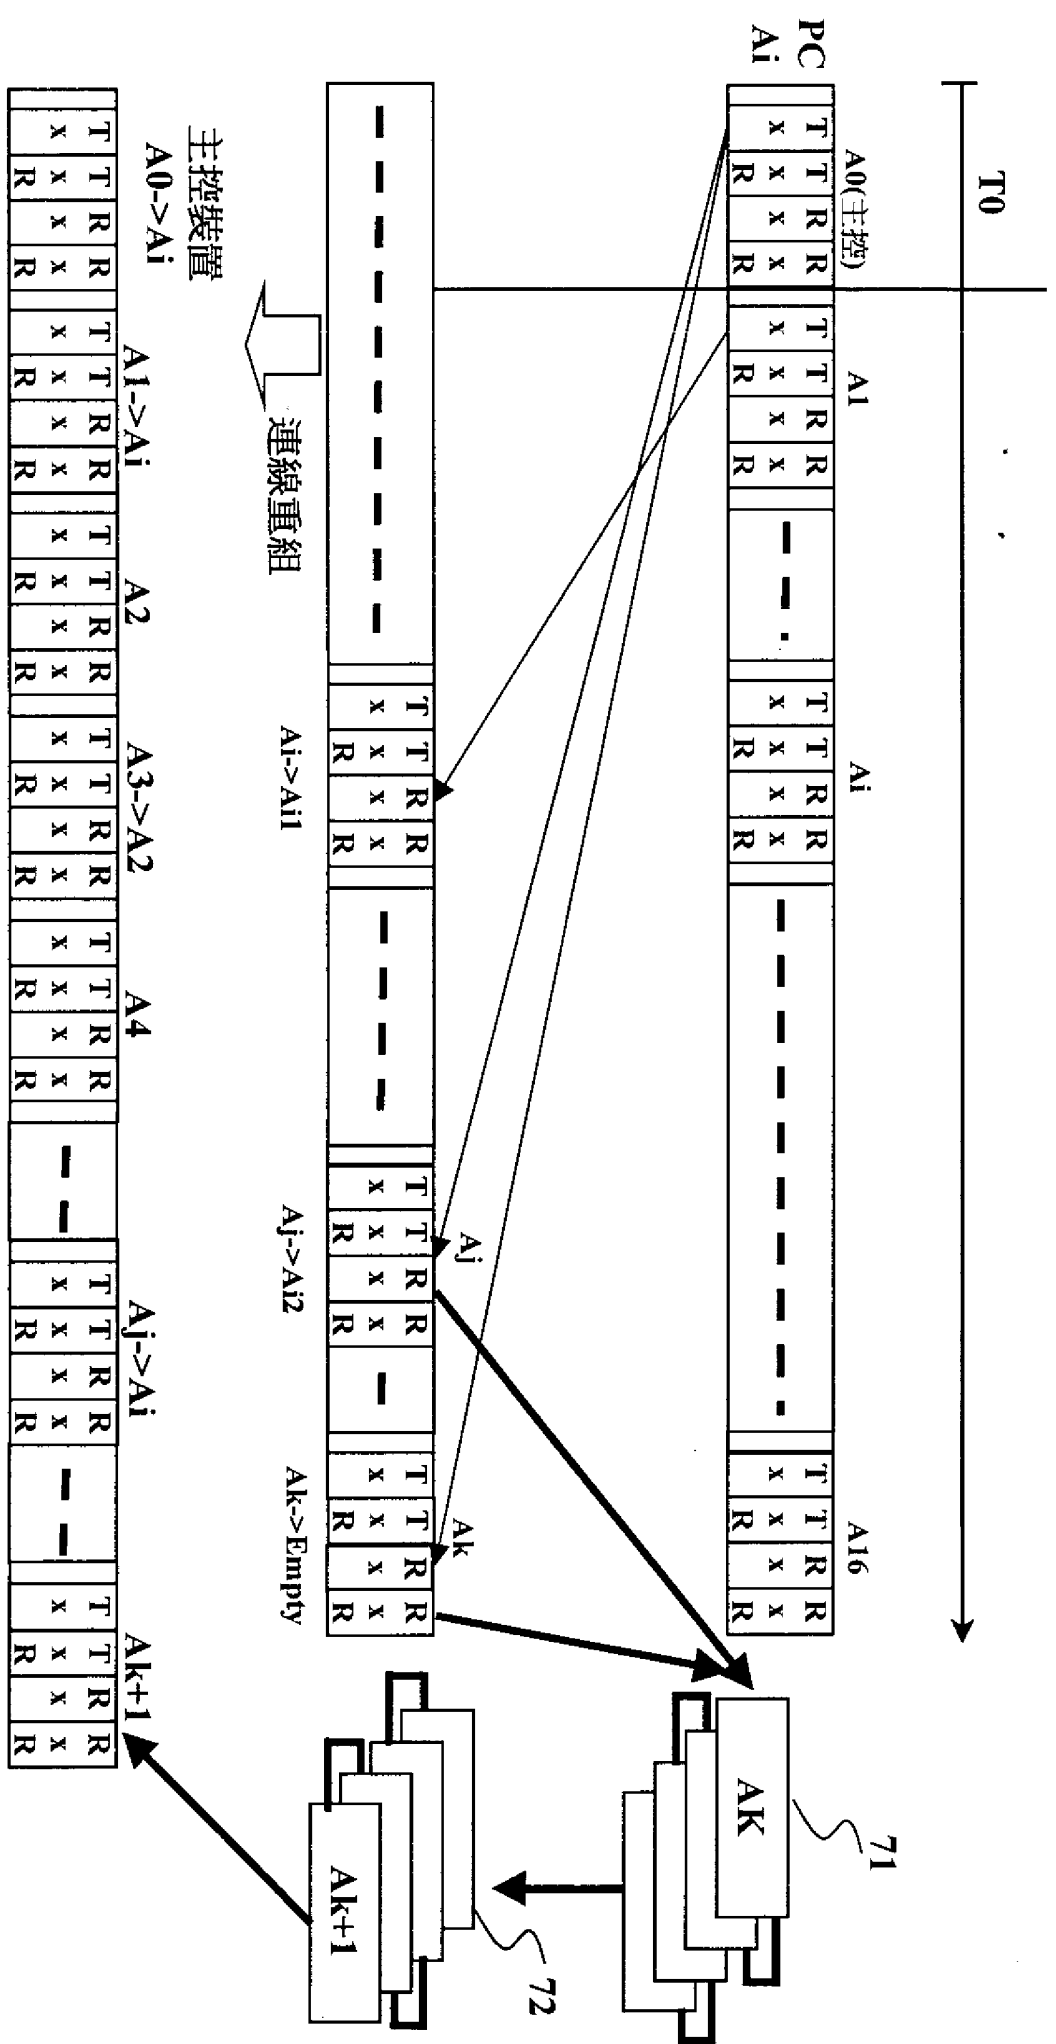 T0
71
A0(主控) A1 Ai A16
PC
Ai
T T R R T T R R T T R R T T R R
x x x x x x x x x x x x x x x x
R R R R R R R R
AK
72
Aj Ak
T T R R T T R R T T R R
x x x x x x x x x x x x
R R R R R R
Ak+1
Ai->Ai1 Aj->Ai2 Ak->Empty
連線重組
主控裝置
A0->Ai A1->Ai A2 A3->A2 A4 Aj->Ai Ak+1
T T R R T T R R T T R R T T R R T T R R T T R R T T R R
x x x x x x x x x x x x x x x x x x x x x x x x x x x x
R R R R R R R R R R R R R R